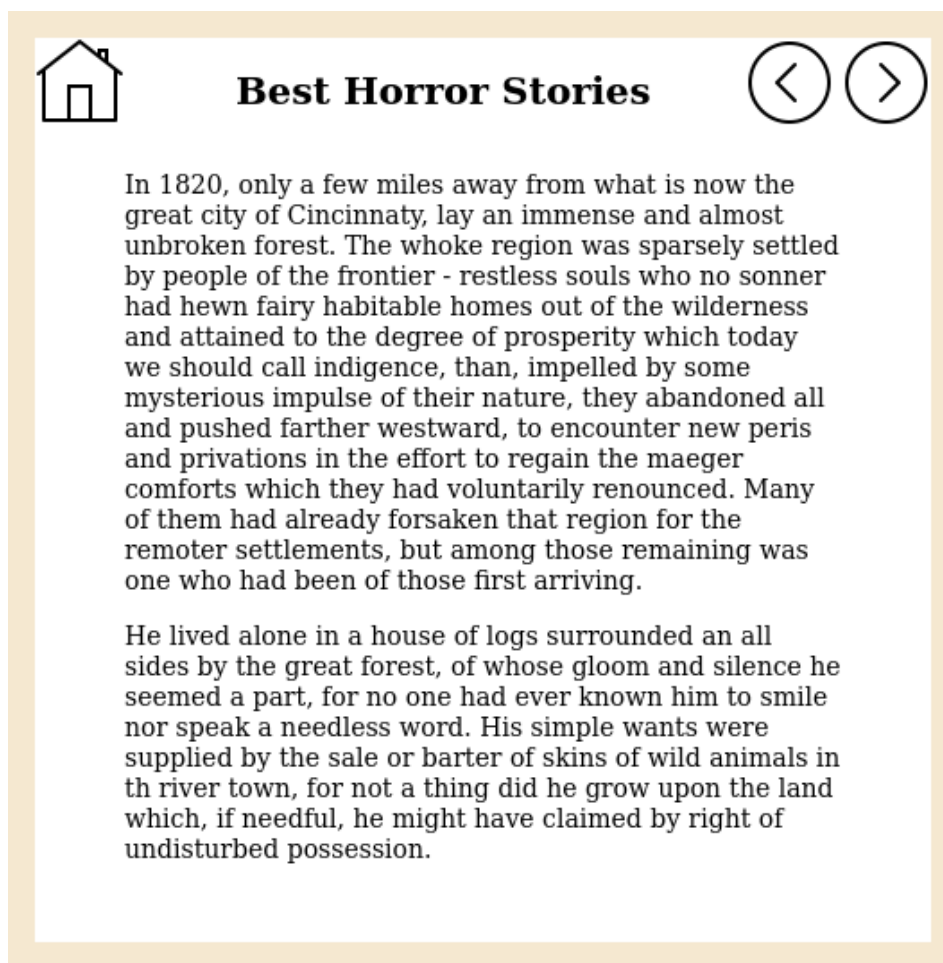 Best Horror Stories
In 1820, only a few miles away from what is now the
great city of Cincinnaty, lay an immense and almost
unbroken forest. The whoke region was sparsely settled
by people of the frontier - restless souls who no sonner
had hewn fairy habitable homes out of the wilderness
and attained to the degree of prosperity which today
we should call indigence, than, impelled by some
mysterious impulse of their nature, they abandoned all
and pushed farther westward, to encounter new peris
and privations in the effort to regain the maeger
comforts which they had voluntarily renounced. Many
of them had already forsaken that region for the
remoter settlements, but among those remaining was
one who had been of those first arriving.
He lived alone in a house of logs surrounded an all
sides by the great forest, of whose gloom and silence he
seemed a part, for no one had ever known him to smile
nor speak a needless word. His simple wants were
supplied by the sale or barter of skins of wild animals in
th river town, for not a thing did he grow upon the land
which, if needful, he might have claimed by right of
undisturbed possession.